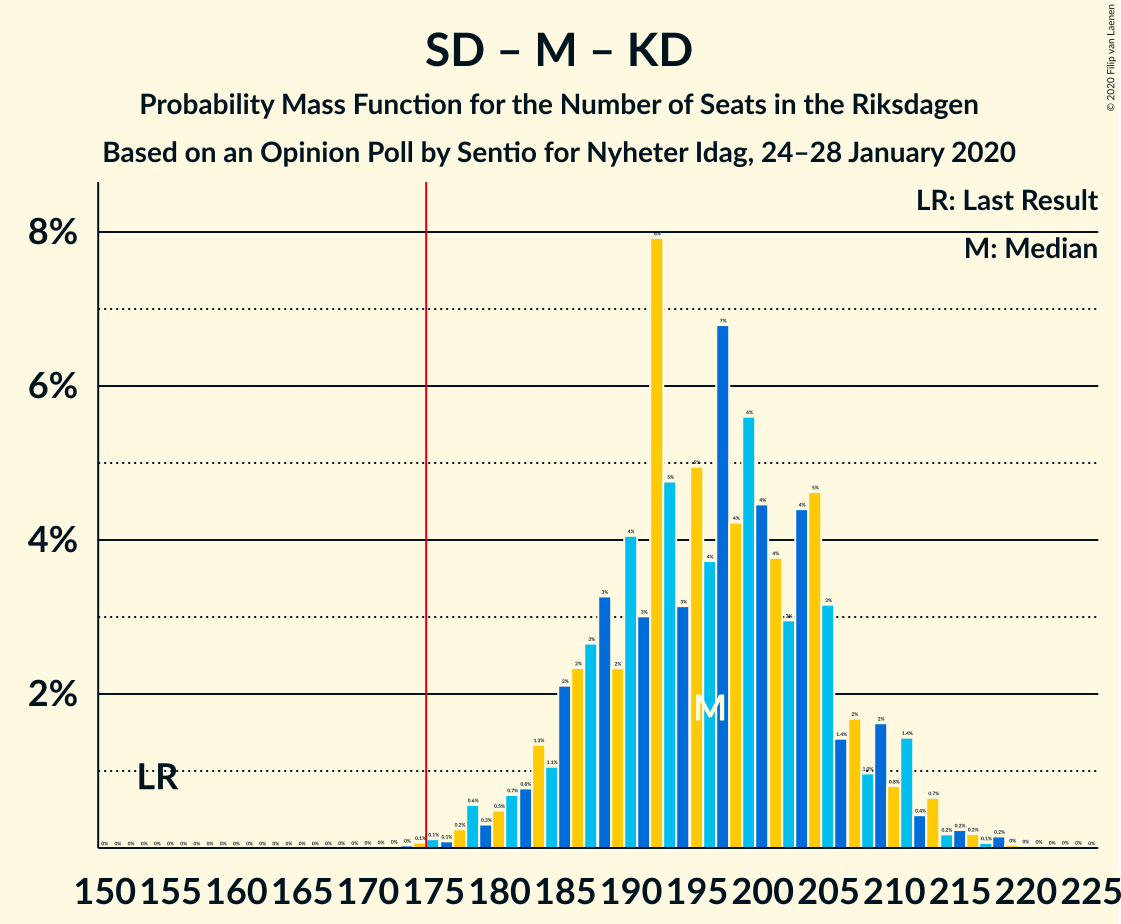 © 2020 Filip van Laenen
SD – M – KD
Probability Mass Function for the Number of Seats in the Riksdagen
Based on an Opinion Poll by Sentio for Nyheter Idag, 24–28 January 2020
LR: Last Result
M: Median
8%
6%
4%
2%
LR
M
150 155 160 165 170 175 180 185 190 195 200 205 210 215 220 225